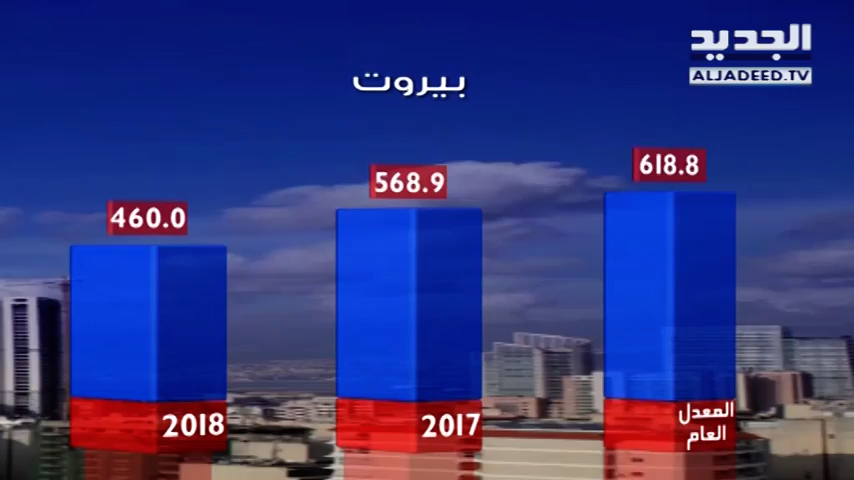 الجديد
ALJADEED.TV
بيروت
618.8
568.9
460.0
المعدل
العام
2017
2018